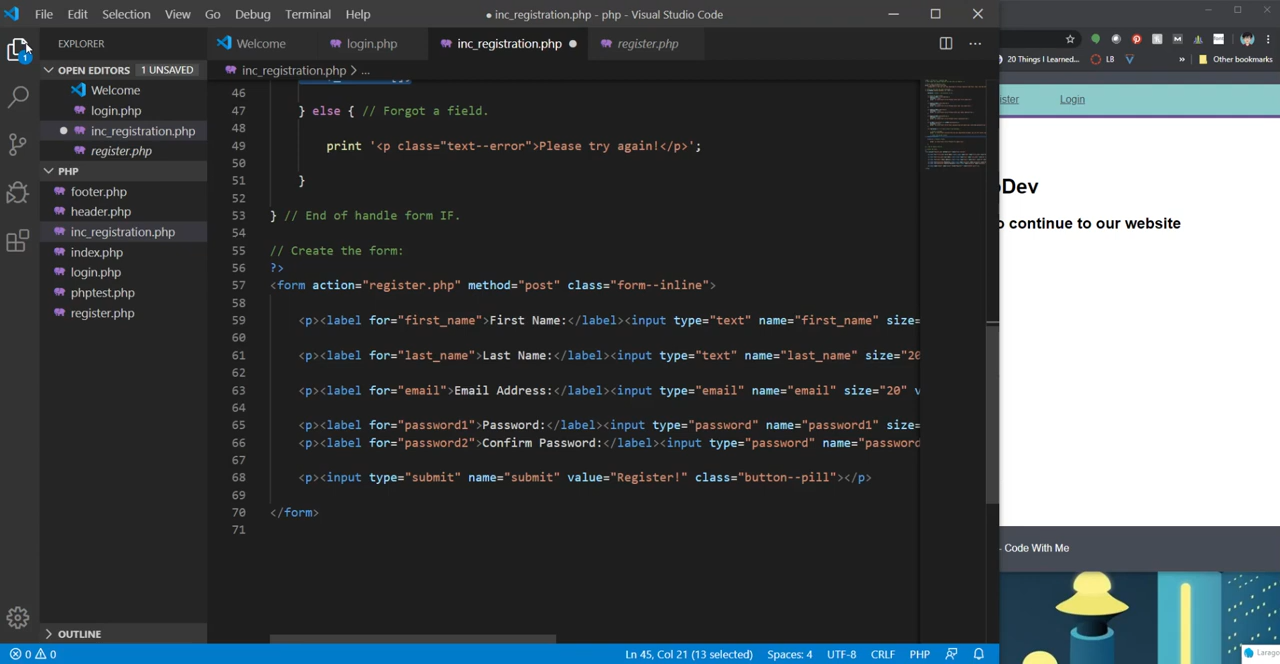 File Edit Selection View Go Debug Terminal Help
● inc_registration.php - php - Visual Studio Code
EXPLORER
Welcome login.php inc_registration.php ● register.php
OPEN EDITORS 1 UNSAVED
inc_registration.php > ...
Welcome
login.php
inc_registration.php
register.php
PHP
footer.php
header.php
inc_registration.php
index.php
login.php
phptest.php
register.php
OUTLINE
1
46
47 } else { // Forgot a field.
48
49 print '<p class="text--error">Please try again!</p>';
50
51 }
52
53 } // End of handle form IF.
54
55 // Create the form:
56 ?>
57 <form action="register.php" method="post" class="form--inline">
58
59 <p><label for="first_name">First Name:</label><input type="text" name="first_name" size=
60
61 <p><label for="last_name">Last Name:</label><input type="text" name="last_name" size="20
62
63 <p><label for="email">Email Address:</label><input type="email" name="email" size="20" v
64
65 <p><label for="password1">Password:</label><input type="password" name="password1" size=
66 <p><label for="password2">Confirm Password:</label><input type="password" name="password
67
68 <p><input type="submit" name="submit" value="Register!" class="button--pill"></p>
69
70 </form>
71
0 0
Ln 45, Col 21 (13 selected) Spaces: 4 UTF-8 CRLF PHP
20 Things I Learned... LB » Other bookmarks
ister Login
Dev
o continue to our website
- Code With Me
Larago